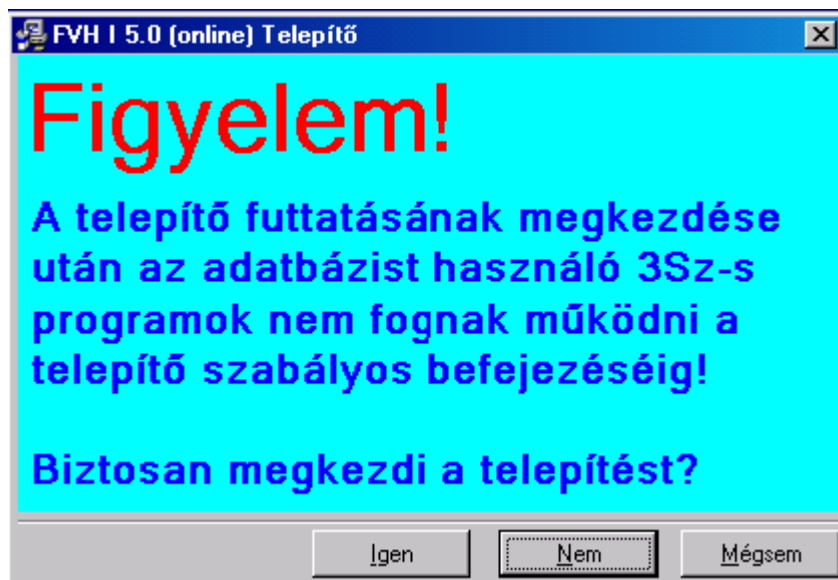 FVH I 5.0 (online) Telepítő
Figyelem!
A telepítő futtatásának megkezdése
után az adatbázist használó 3Sz-s
programok nem fognak működni a
telepítő szabályos befejezéséig!
Biztosan megkezdi a telepítést?
Igen Nem Mégsem